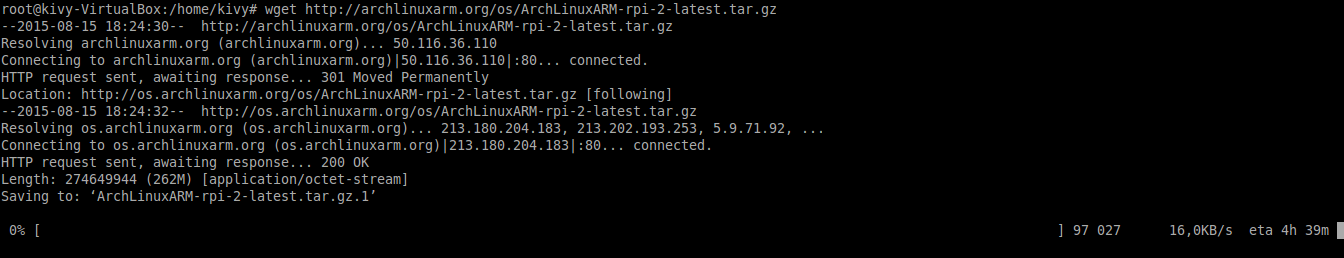 root@kivy-VirtualBox:/home/kivy# wget http://archlinuxarm.org/os/ArchLinuxARM-rpi-2-latest.tar.gz
--2015-08-15 18:24:30--  http://archlinuxarm.org/os/ArchLinuxARM-rpi-2-latest.tar.gz
Resolving archlinuxarm.org (archlinuxarm.org)... 50.116.36.110
Connecting to archlinuxarm.org (archlinuxarm.org)|50.116.36.110|:80... connected.
HTTP request sent, awaiting response... 301 Moved Permanently
Location: http://os.archlinuxarm.org/os/ArchLinuxARM-rpi-2-latest.tar.gz [following]
--2015-08-15 18:24:32--  http://os.archlinuxarm.org/os/ArchLinuxARM-rpi-2-latest.tar.gz
Resolving os.archlinuxarm.org (os.archlinuxarm.org)... 213.180.204.183, 213.202.193.253, 5.9.71.92, ...
Connecting to os.archlinuxarm.org (os.archlinuxarm.org)|213.180.204.183|:80... connected.
HTTP request sent, awaiting response... 200 OK
Length: 274649944 (262M) [application/octet-stream]
Saving to: ‘ArchLinuxARM-rpi-2-latest.tar.gz.1’
 0% [                                                                                ] 97 027      16,0KB/s  eta 4h 39m